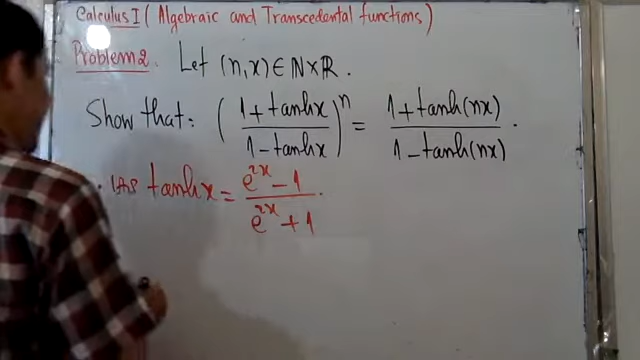 Calculus I ( Algebraic and Transcedental functions)
Problem 2. Let (n,x) ∈ ℕ×ℝ.
Show that: ( (1+tanhx)/(1-tanhx) )^n = (1+tanh(nx))/(1-tanh(nx)).
tanhx = (e^{2x} - 1)/(e^{2x} + 1).